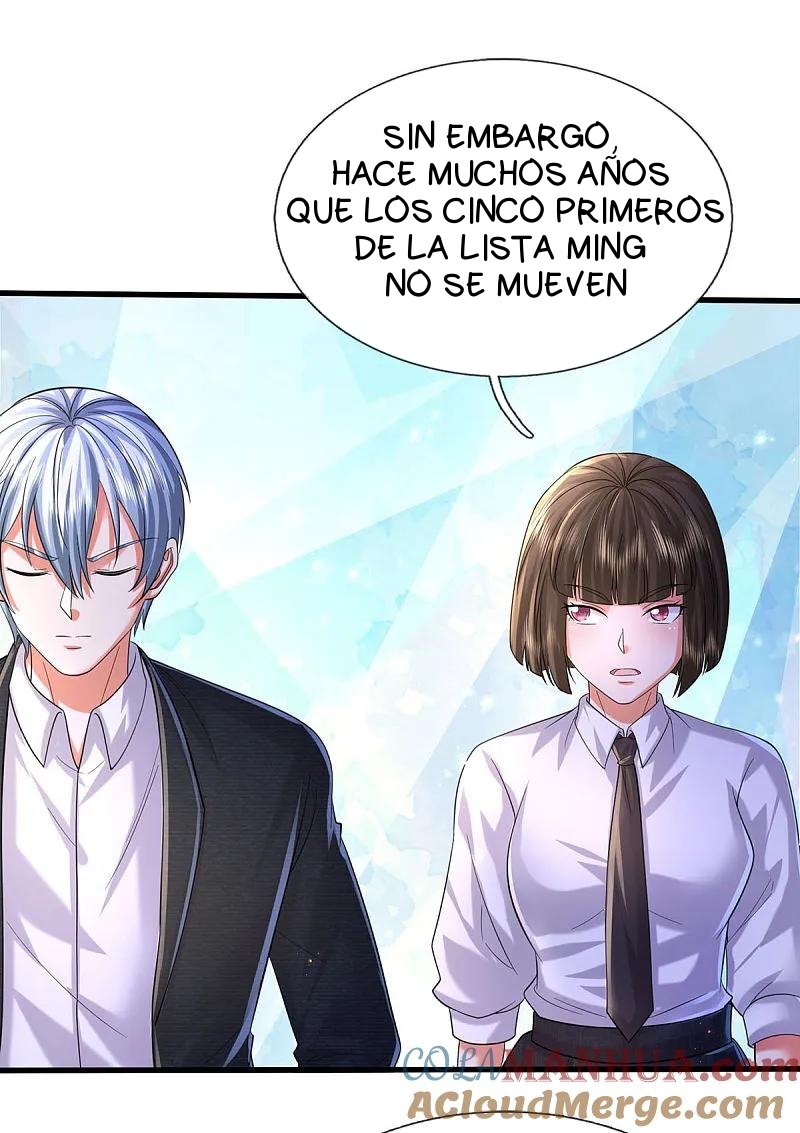 SIN EMBARGO,
HACE MUCHOS AÑOS
QUE LOS CINCO PRIMEROS
DE LA LISTA MING
NO SE MUEVEN
COLAMANHUA.com
AcloudMerge.com